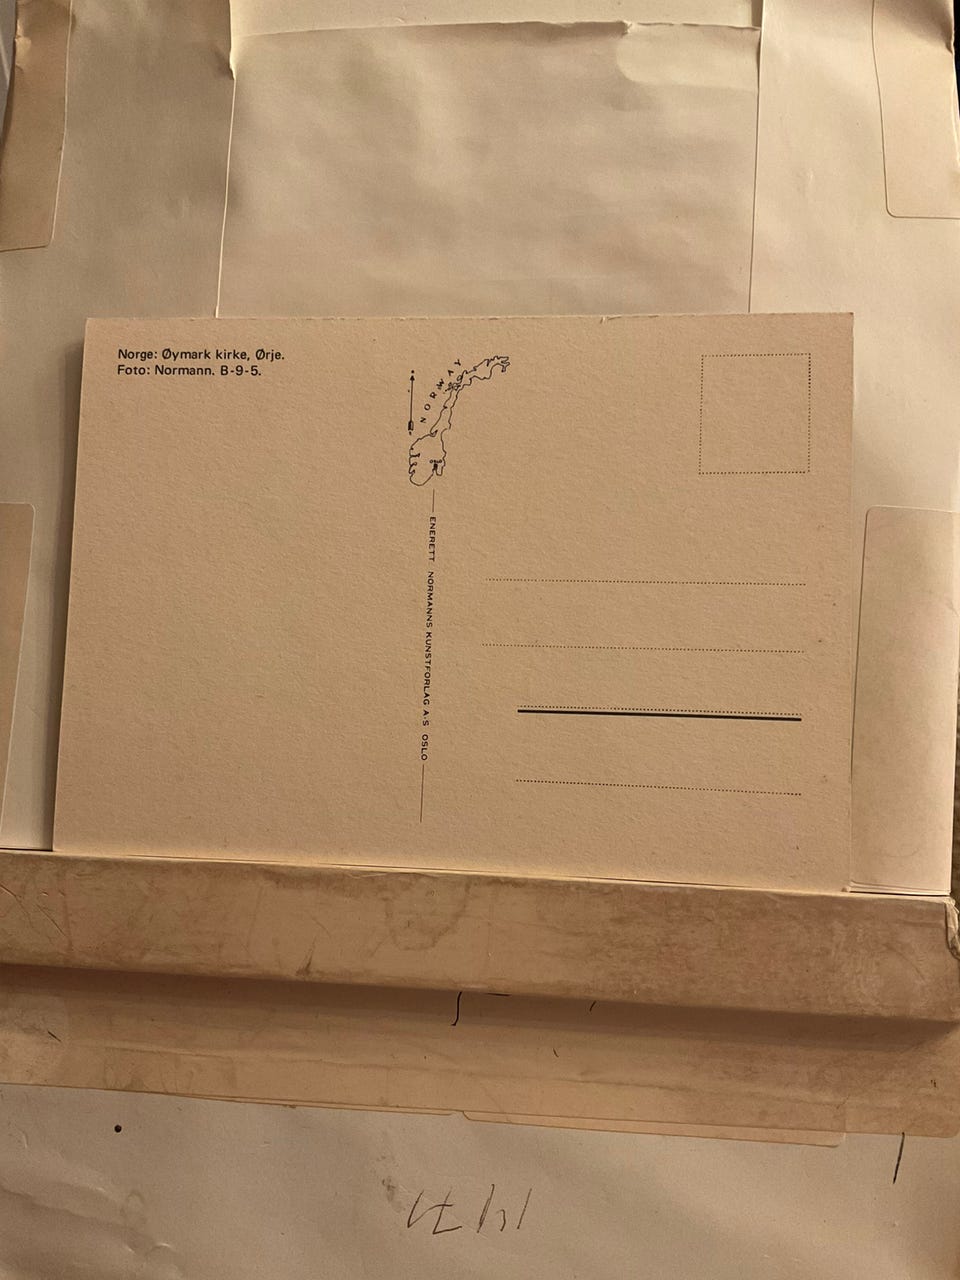 Norge: Øymark kirke, Ørje.
Foto: Normann. B-9-5.
NORWAY
ENERETT NORMANNS KUNSTFORLAG A·S OSLO